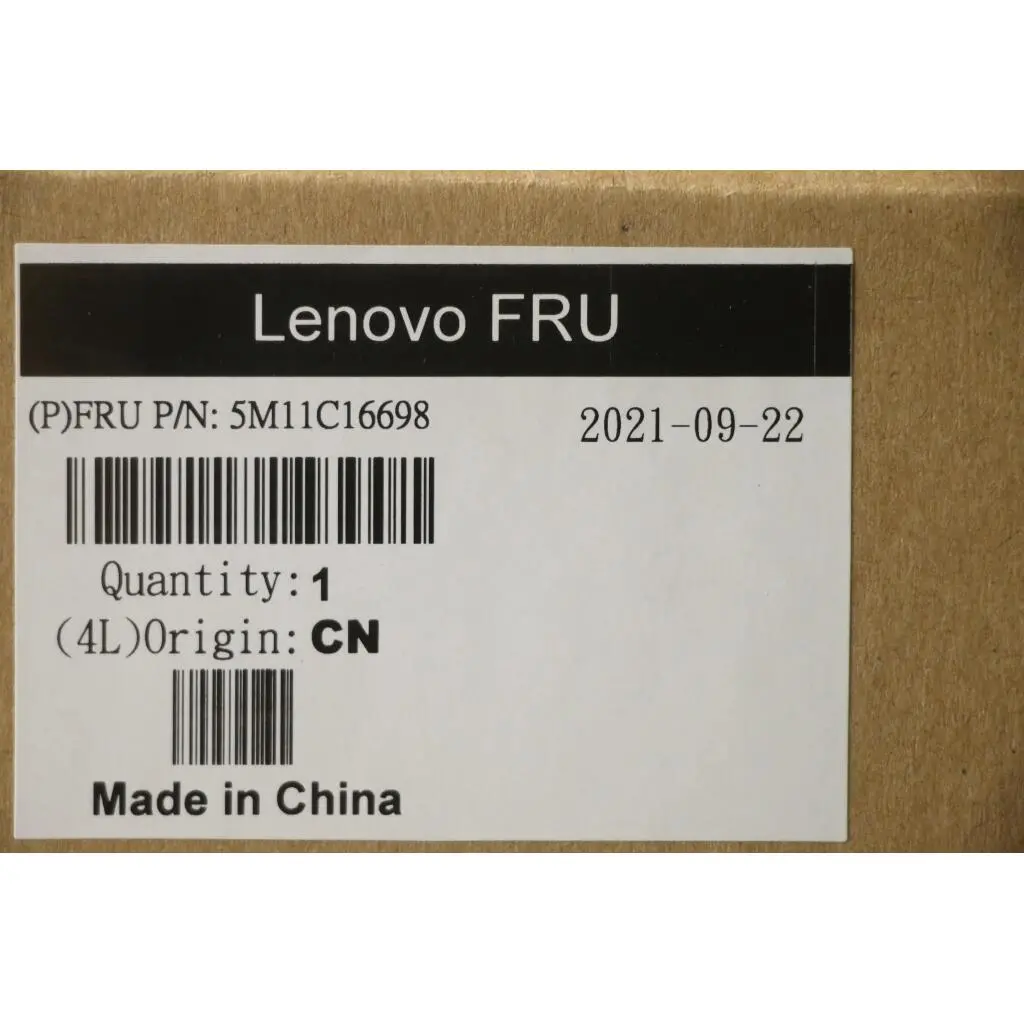 Lenovo FRU
(P)FRU P/N: 5M11C16698
2021-09-22
Quantity: 1
(4L)Origin: CN
Made in China